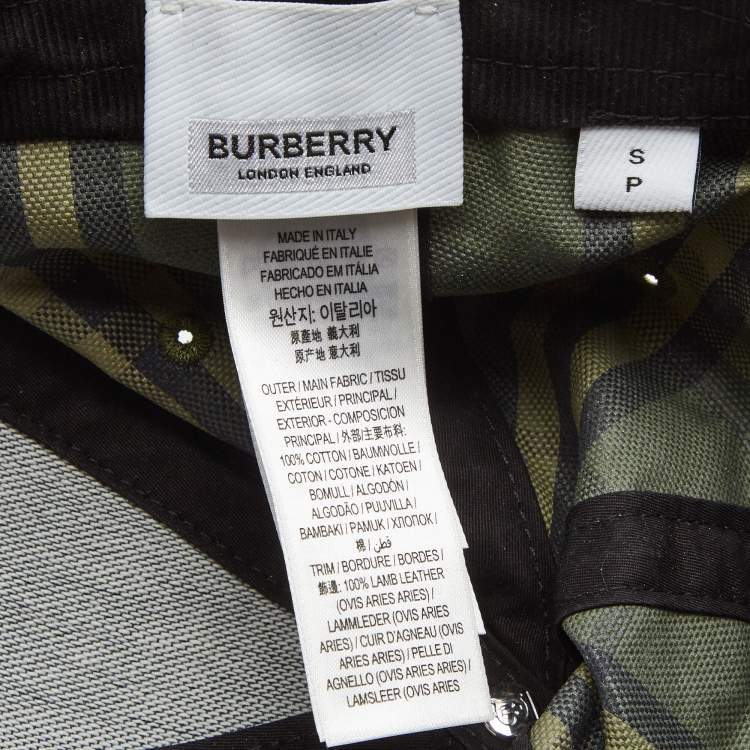 BURBERRY
LONDON ENGLAND
S
P
MADE IN ITALY
FABRIQUÉ EN ITALIE
FABRICADO EM ITÁLIA
HECHO EN ITALIA
원산지: 이탈리아
原產地 義大利
原产地 意大利
OUTER / MAIN FABRIC / TISSU
EXTÉRIEUR / PRINCIPAL /
EXTERIOR - COMPOSICION
PRINCIPAL / 外部/主要布料:
100% COTTON / BAUMWOLLE /
COTON / COTONE / KATOEN /
BOMULL / ALGODÓN /
ALGODÃO / PUUVILLA /
BAMBAKI / PAMUK / ХЛОПОК /
棉 / قطن /
TRIM / BORDURE / BORDES /
飾邊: 100% LAMB LEATHER
(OVIS ARIES ARIES) /
LAMMLEDER (OVIS ARIES
ARIES) / CUIR D'AGNEAU (OVIS
ARIES ARIES) / PELLE DI
AGNELLO (OVIS ARIES ARIES) /
LAMSLEER (OVIS ARIES